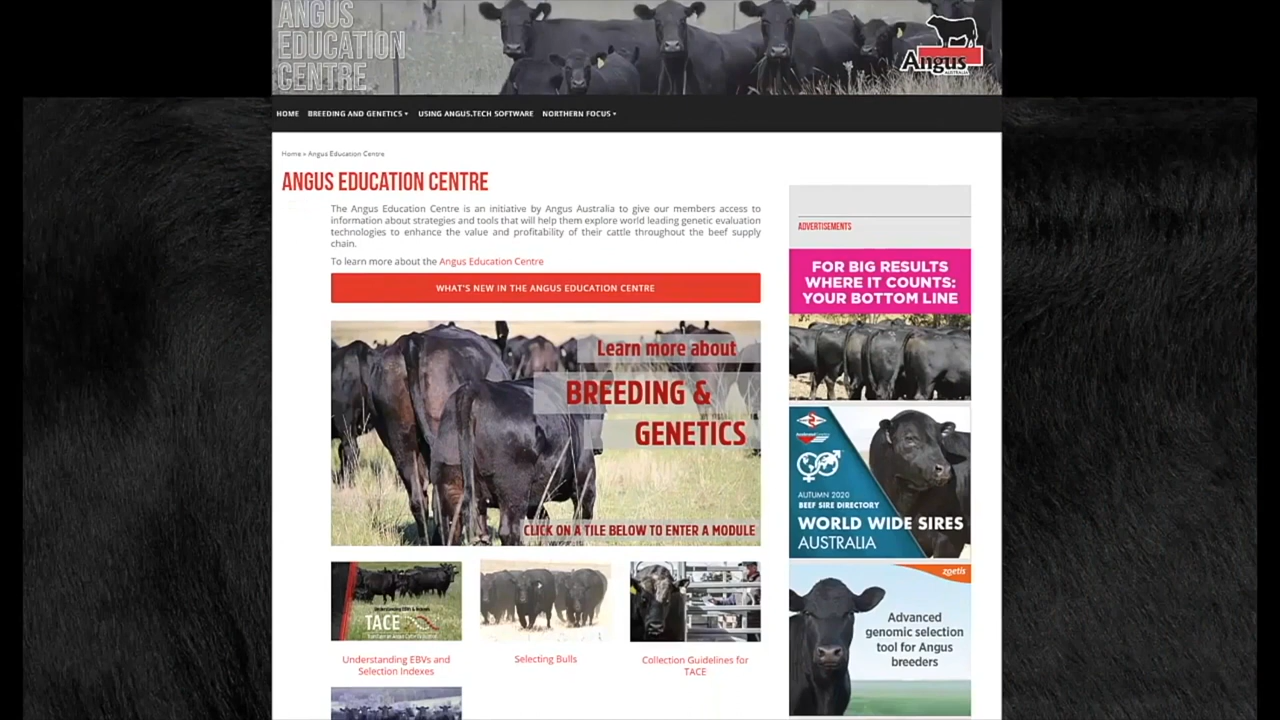 ANGUS
EDUCATION
CENTRE
Angus
AUSTRALIA
HOME BREEDING AND GENETICS USING ANGUS.TECH SOFTWARE NORTHERN FOCUS
Home » Angus Education Centre
ANGUS EDUCATION CENTRE
The Angus Education Centre is an initiative by Angus Australia to give our members access to
information about strategies and tools that will help them explore world leading genetic evaluation
technologies to enhance the value and profitability of their cattle throughout the beef supply
chain.
To learn more about the Angus Education Centre
WHAT'S NEW IN THE ANGUS EDUCATION CENTRE
Learn more about
BREEDING &
GENETICS
CLICK ON A TILE BELOW TO ENTER A MODULE
Understanding EBVs & Indexes
TACE
Understanding EBVs and
Selection Indexes
Selecting Bulls
Collection Guidelines for
TACE
ADVERTISEMENTS
FOR BIG RESULTS
WHERE IT COUNTS:
YOUR BOTTOM LINE
AUTUMN 2020
BEEF SIRE DIRECTORY
WORLD WIDE SIRES
AUSTRALIA
zoetis
Advanced
genomic selection
tool for Angus
breeders